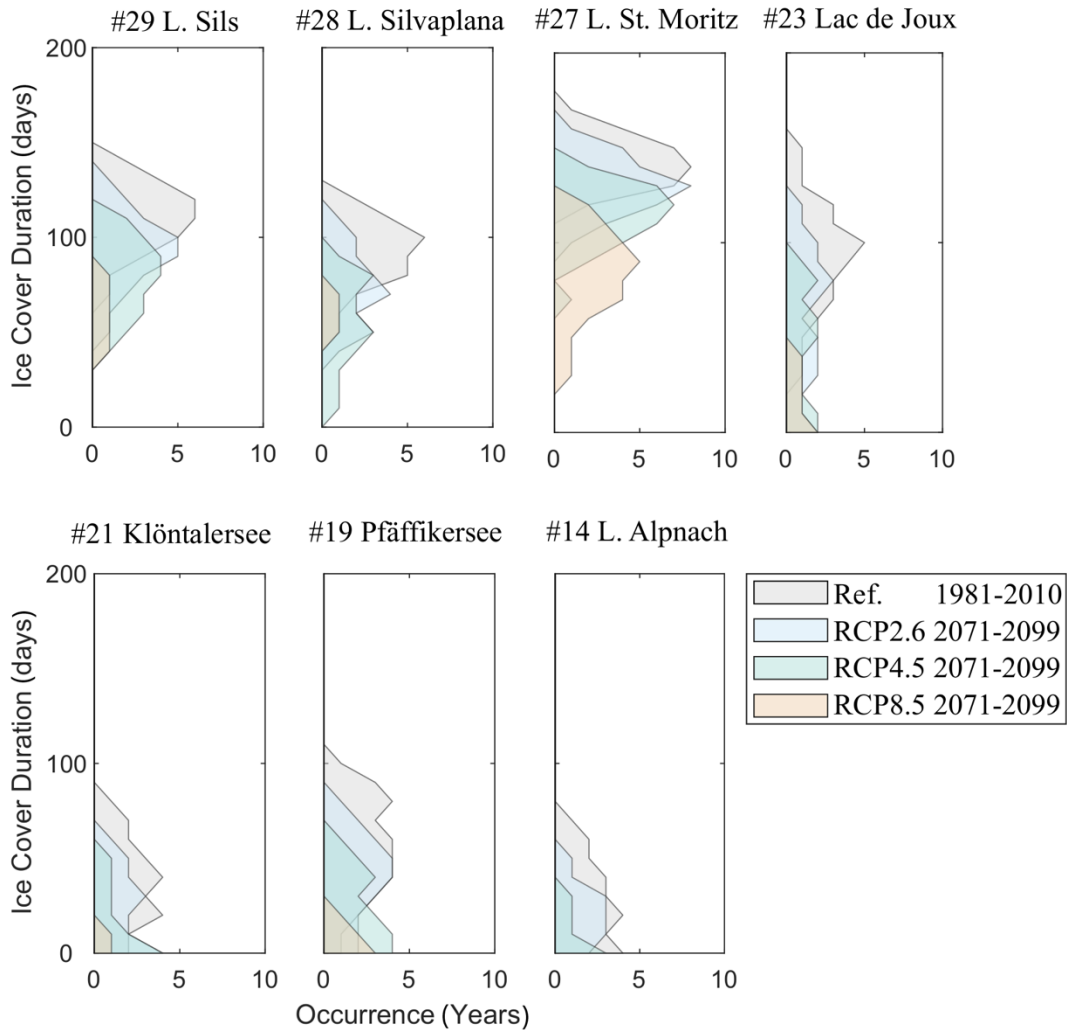 #29 L. Sils
#28 L. Silvaplana
#27 L. St. Moritz
#23 Lac de Joux
Ice Cover Duration (days)
200
100
0
0 5 10
0 5 10
0 5 10
0 5 10
#21 Klöntalersee
#19 Pfäffikersee
#14 L. Alpnach
Ice Cover Duration (days)
200
100
0
0 5 10
0 5 10
0 5 10
Occurrence (Years)
Ref. 1981-2010
RCP2.6 2071-2099
RCP4.5 2071-2099
RCP8.5 2071-2099